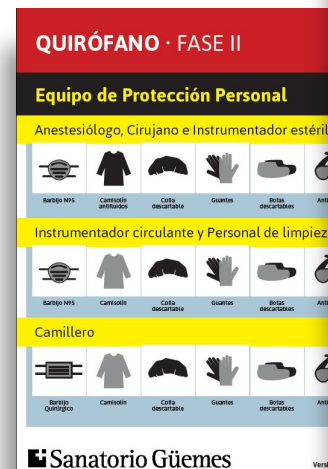 QUIRÓFANO · FASE II
Equipo de Protección Personal
Anestesiólogo, Cirujano e Instrumentador estéril
Barbijo N95
Camisolín antifluidos
Cofia descartable
Guantes
Botas descartables
Instrumentador circulante y Personal de limpiez
Barbijo N95
Camisolín
Cofia descartable
Guantes
Botas descartables
Camillero
Barbijo Quirúrgico
Camisolín
Cofia descartable
Guantes
Botas descartables
Sanatorio Güemes